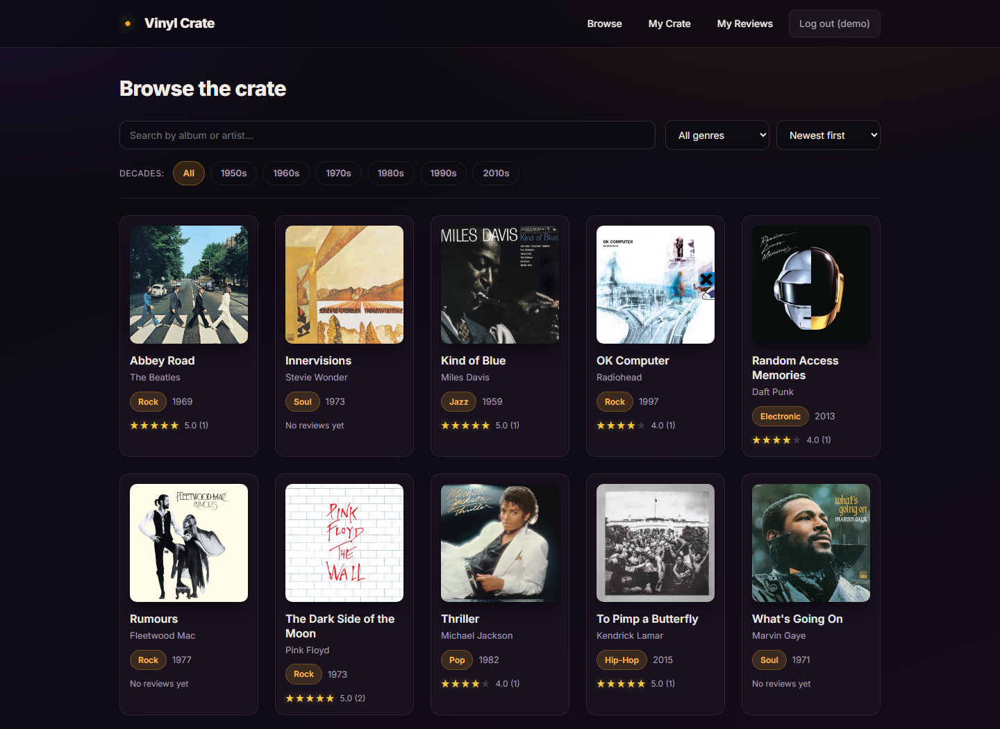 Vinyl Crate
Browse
My Crate
My Reviews
Log out (demo)
Browse the crate
Search by album or artist...
All genres
Newest first
DECADES:
All
1950s
1960s
1970s
1980s
1990s
2010s
MILES DAVIS
COLUMBIA
Kind of Blue
STEVIE WONDER INNERVISIONS
OK COMPUTER
RADIOHEAD
Random
Access
Memories
Abbey Road
The Beatles
Rock
1969
5.0 (1)
Innervisions
Stevie Wonder
Soul
1973
No reviews yet
Kind of Blue
Miles Davis
Jazz
1959
5.0 (1)
OK Computer
Radiohead
Rock
1997
4.0 (1)
Random Access
Memories
Daft Punk
Electronic
2013
4.0 (1)
FLEETWOOD MAC
RUMOURS
PINK
FLOYD
THE
WALL
Michael
Jackson
Thriller
what's
going on
MARVIN GAYE
Rumours
Fleetwood Mac
Rock
1977
No reviews yet
The Dark Side of the
Moon
Pink Floyd
Rock
1973
5.0 (2)
Thriller
Michael Jackson
Pop
1982
4.0 (1)
To Pimp a Butterfly
Kendrick Lamar
Hip-Hop
2015
5.0 (1)
What's Going On
Marvin Gaye
Soul
1971
No reviews yet